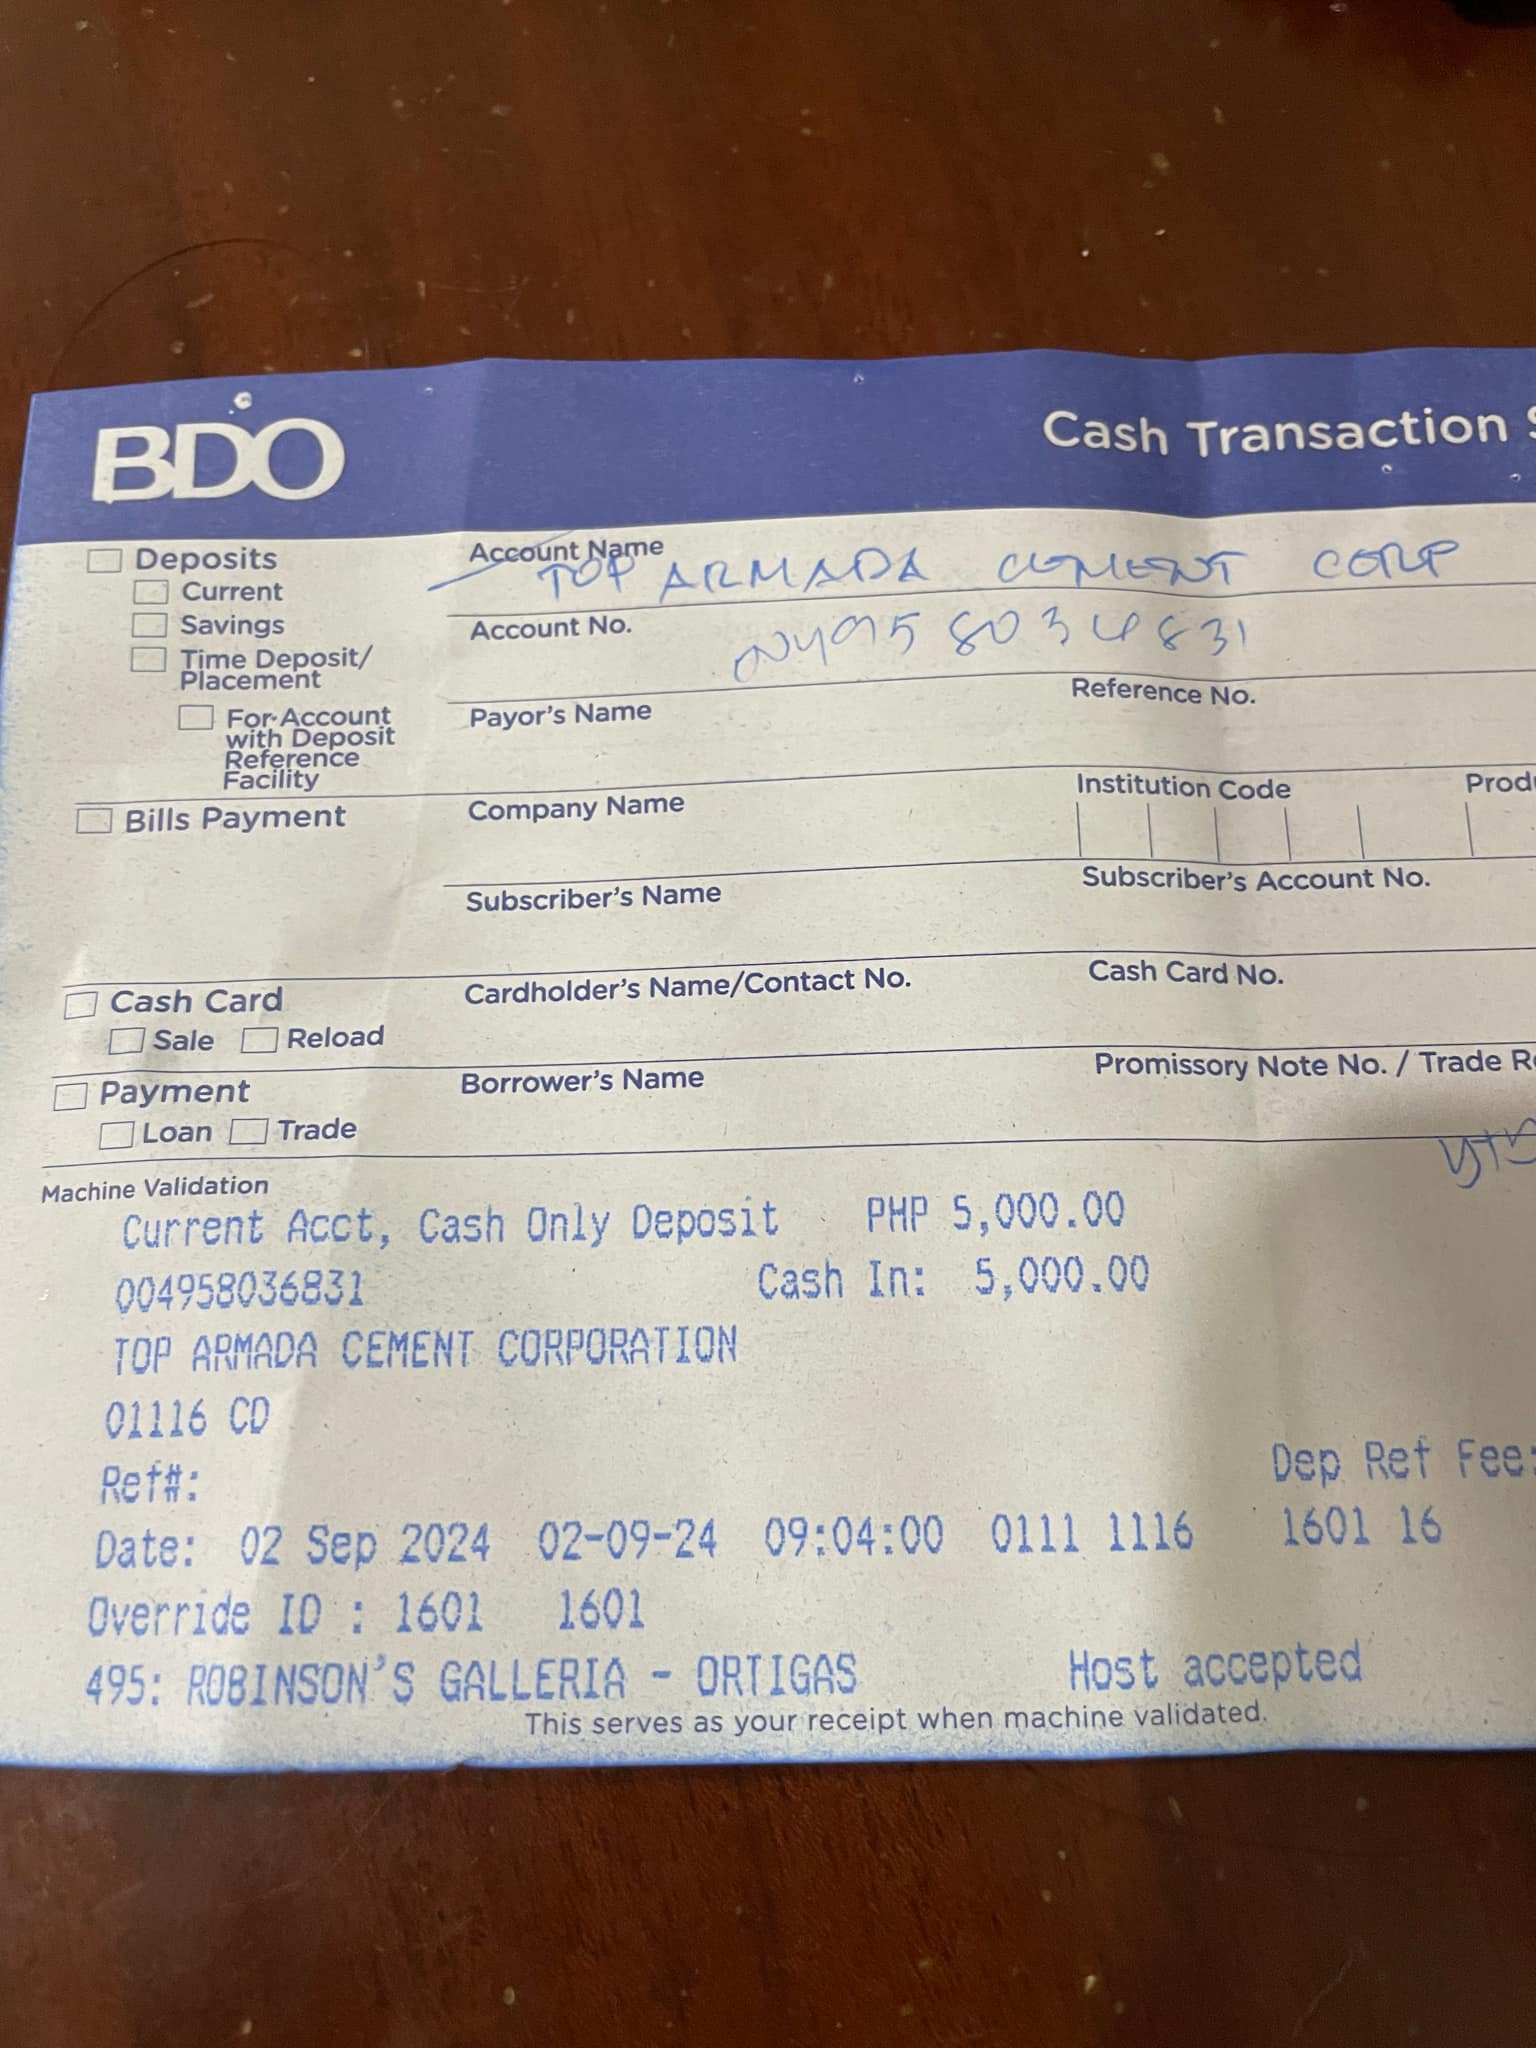 BDO
Cash Transaction
Deposits
Current
Savings
Time Deposit/
Placement
For Account
with Deposit
Reference
Facility
Account Name
TOP ARMADA CEMENT CORP
Account No.
Payor's Name
Reference No.
Bills Payment
Company Name
Institution Code
Subscriber's Name
Subscriber's Account No.
Cash Card
Sale Reload
Cardholder's Name/Contact No.
Cash Card No.
Payment
Loan Trade
Borrower's Name
Promissory Note No. / Trade
Machine Validation
Current Acct, Cash Only Deposit PHP 5,000.00
004958036831 Cash In: 5,000.00
TOP ARMADA CEMENT CORPORATION
01116 CD
Ref#: Dep Ref Fee:
Date: 02 Sep 2024 02-09-24 09:04:00 0111 1116 1601 16
Override ID : 1601 1601
495: ROBINSON'S GALLERIA - ORTIGAS Host accepted
This serves as your receipt when machine validated.